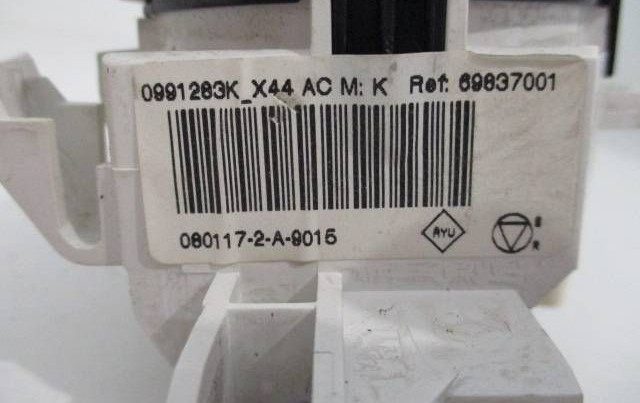 0991283K_X44 AC M: K Ref: 69837001
080117-2-A-9015
AYU
S
R